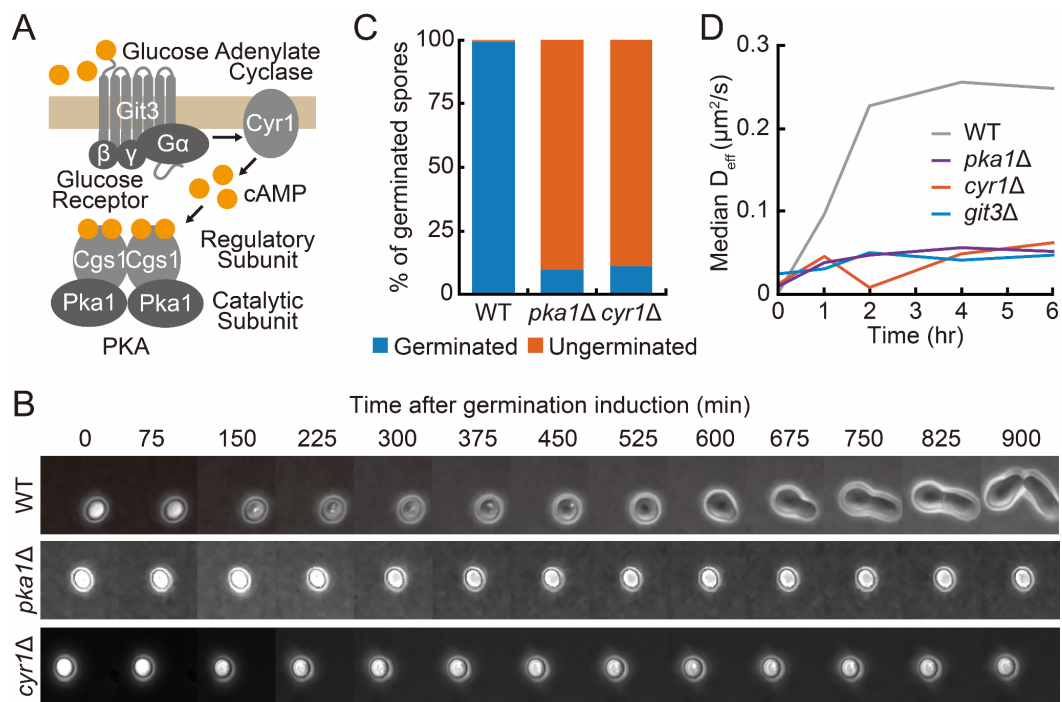 A
Glucose Adenylate
Cyclase
Git3
Cyr1
Gα
β
γ
Glucose
Receptor
cAMP
Cgs1
Cgs1
Regulatory
Subunit
Pka1
Pka1
Catalytic
Subunit
PKA
C
% of germinated spores
100
75
50
25
0
WT
pka1Δ
cyr1Δ
Germinated
Ungerminated
D
Median Deff (μm²/s)
0.3
0.2
0.1
0
0
1
2
3
4
5
6
Time (hr)
WT
pka1Δ
cyr1Δ
git3Δ
B
Time after germination induction (min)
0 75 150 225 300 375 450 525 600 675 750 825 900
WT
pka1Δ
cyr1Δ